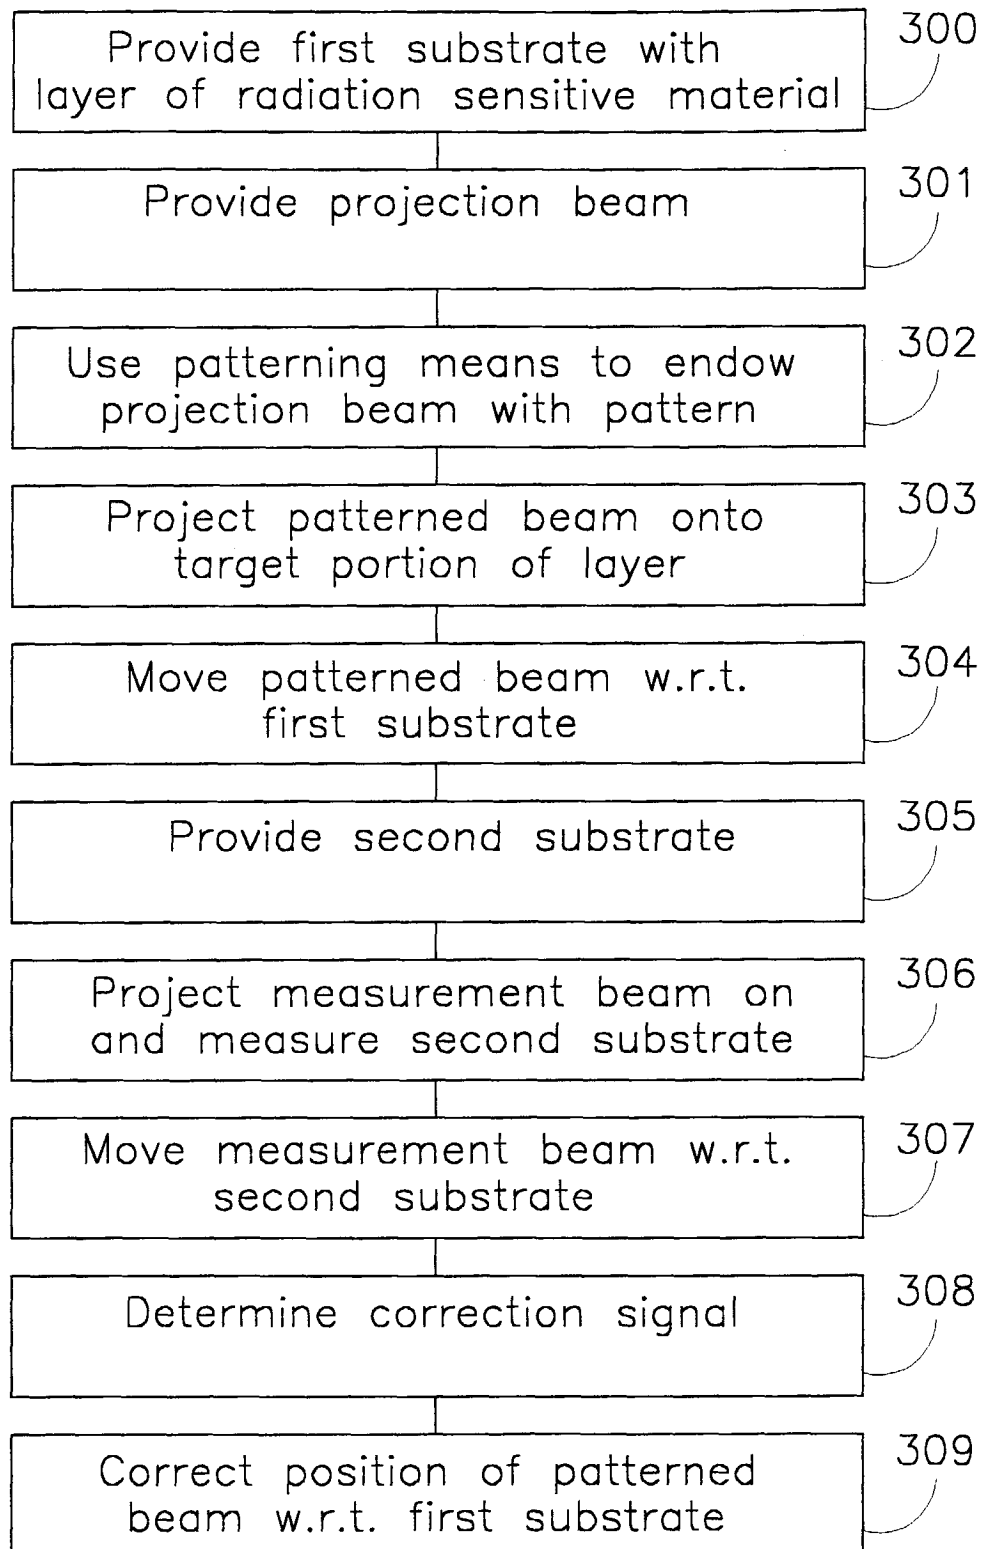 Provide first substrate with
layer of radiation sensitive material
300
Provide projection beam
301
Use patterning means to endow
projection beam with pattern
302
Project patterned beam onto
target portion of layer
303
Move patterned beam w.r.t.
first substrate
304
Provide second substrate
305
Project measurement beam on
and measure second substrate
306
Move measurement beam w.r.t.
second substrate
307
Determine correction signal
308
Correct position of patterned
beam w.r.t. first substrate
309